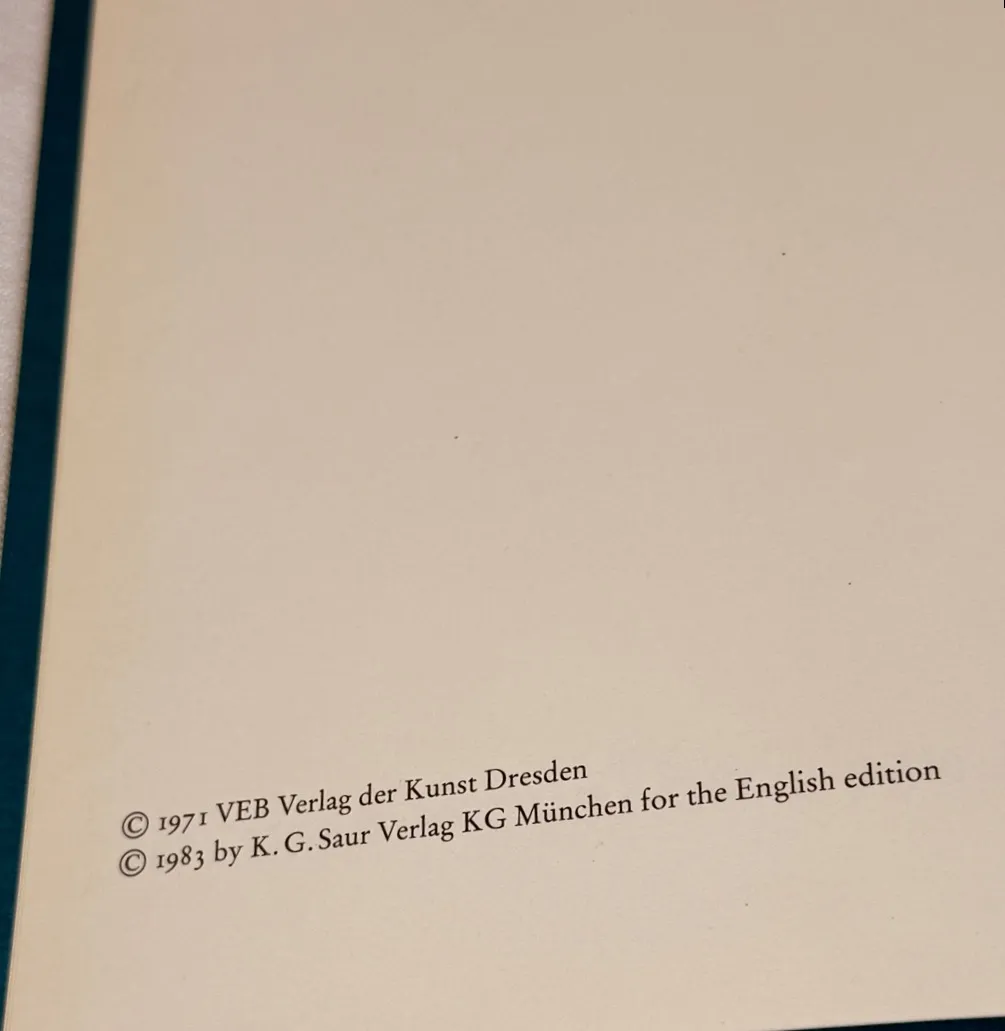 © 1971 VEB Verlag der Kunst Dresden
© 1983 by K. G. Saur Verlag KG München for the English edition